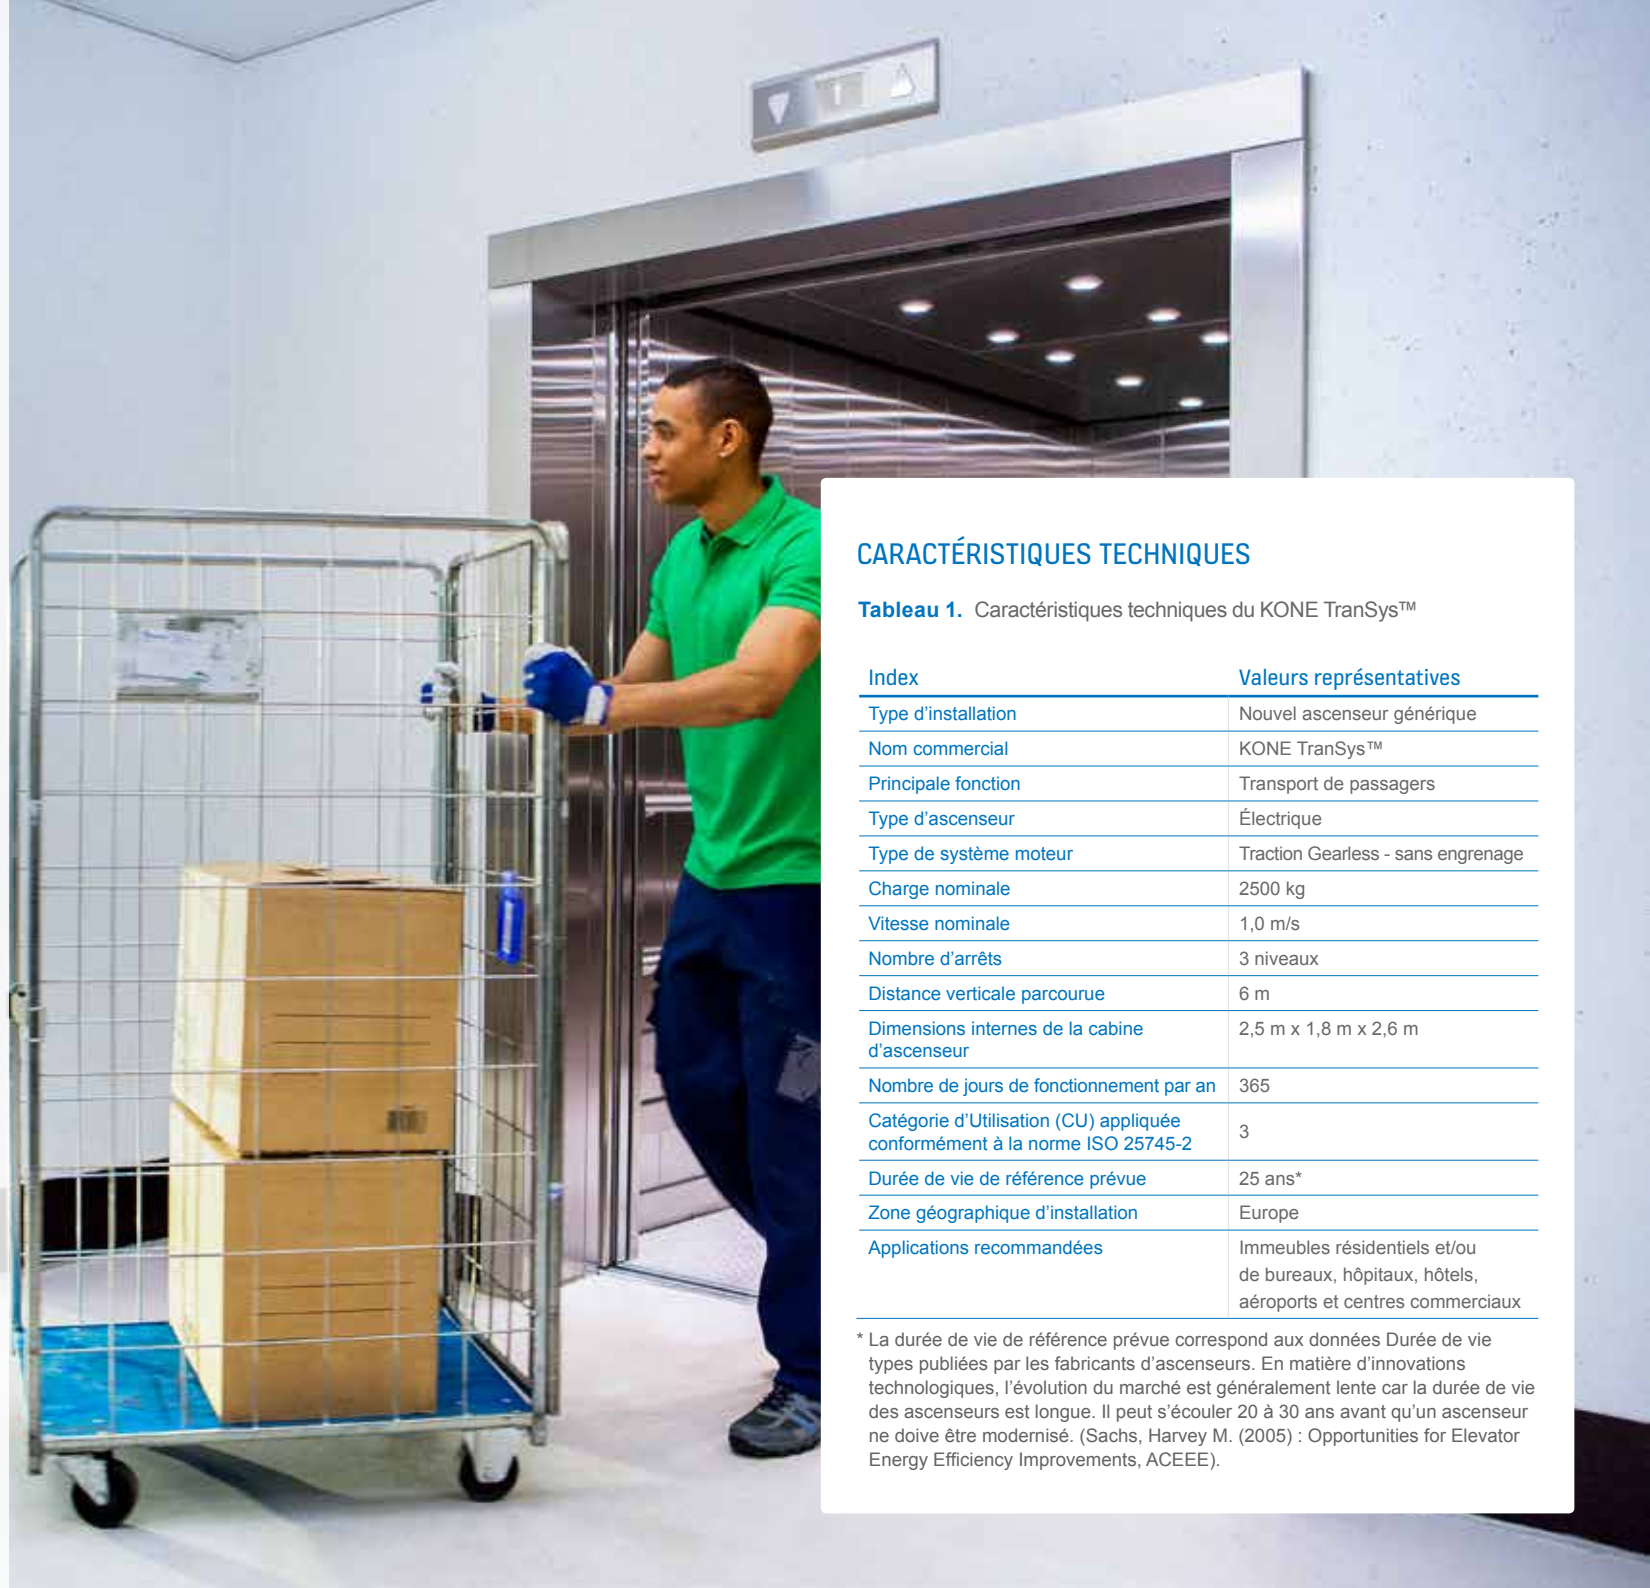 1
CARACTÉRISTIQUES TECHNIQUES
Tableau 1. Caractéristiques techniques du KONE TranSys™
Index Valeurs représentatives
Type d’installation Nouvel ascenseur générique
Nom commercial KONE TranSys™
Principale fonction Transport de passagers
Type d’ascenseur Électrique
Type de système moteur Traction Gearless - sans engrenage
Charge nominale 2500 kg
Vitesse nominale 1,0 m/s
Nombre d’arrêts 3 niveaux
Distance verticale parcourue 6 m
Dimensions internes de la cabine 2,5 m x 1,8 m x 2,6 m
d’ascenseur
Nombre de jours de fonctionnement par an 365
Catégorie d’Utilisation (CU) appliquée
conformément à la norme ISO 25745-2 3
Durée de vie de référence prévue 25 ans*
Zone géographique d’installation Europe
Applications recommandées Immeubles résidentiels et/ou
de bureaux, hôpitaux, hôtels,
aéroports et centres commerciaux
* La durée de vie de référence prévue correspond aux données Durée de vie
types publiées par les fabricants d’ascenseurs. En matière d’innovations
technologiques, l’évolution du marché est généralement lente car la durée de vie
des ascenseurs est longue. Il peut s’écouler 20 à 30 ans avant qu’un ascenseur
ne doive être modernisé. (Sachs, Harvey M. (2005) : Opportunities for Elevator
Energy Efficiency Improvements, ACEEE).